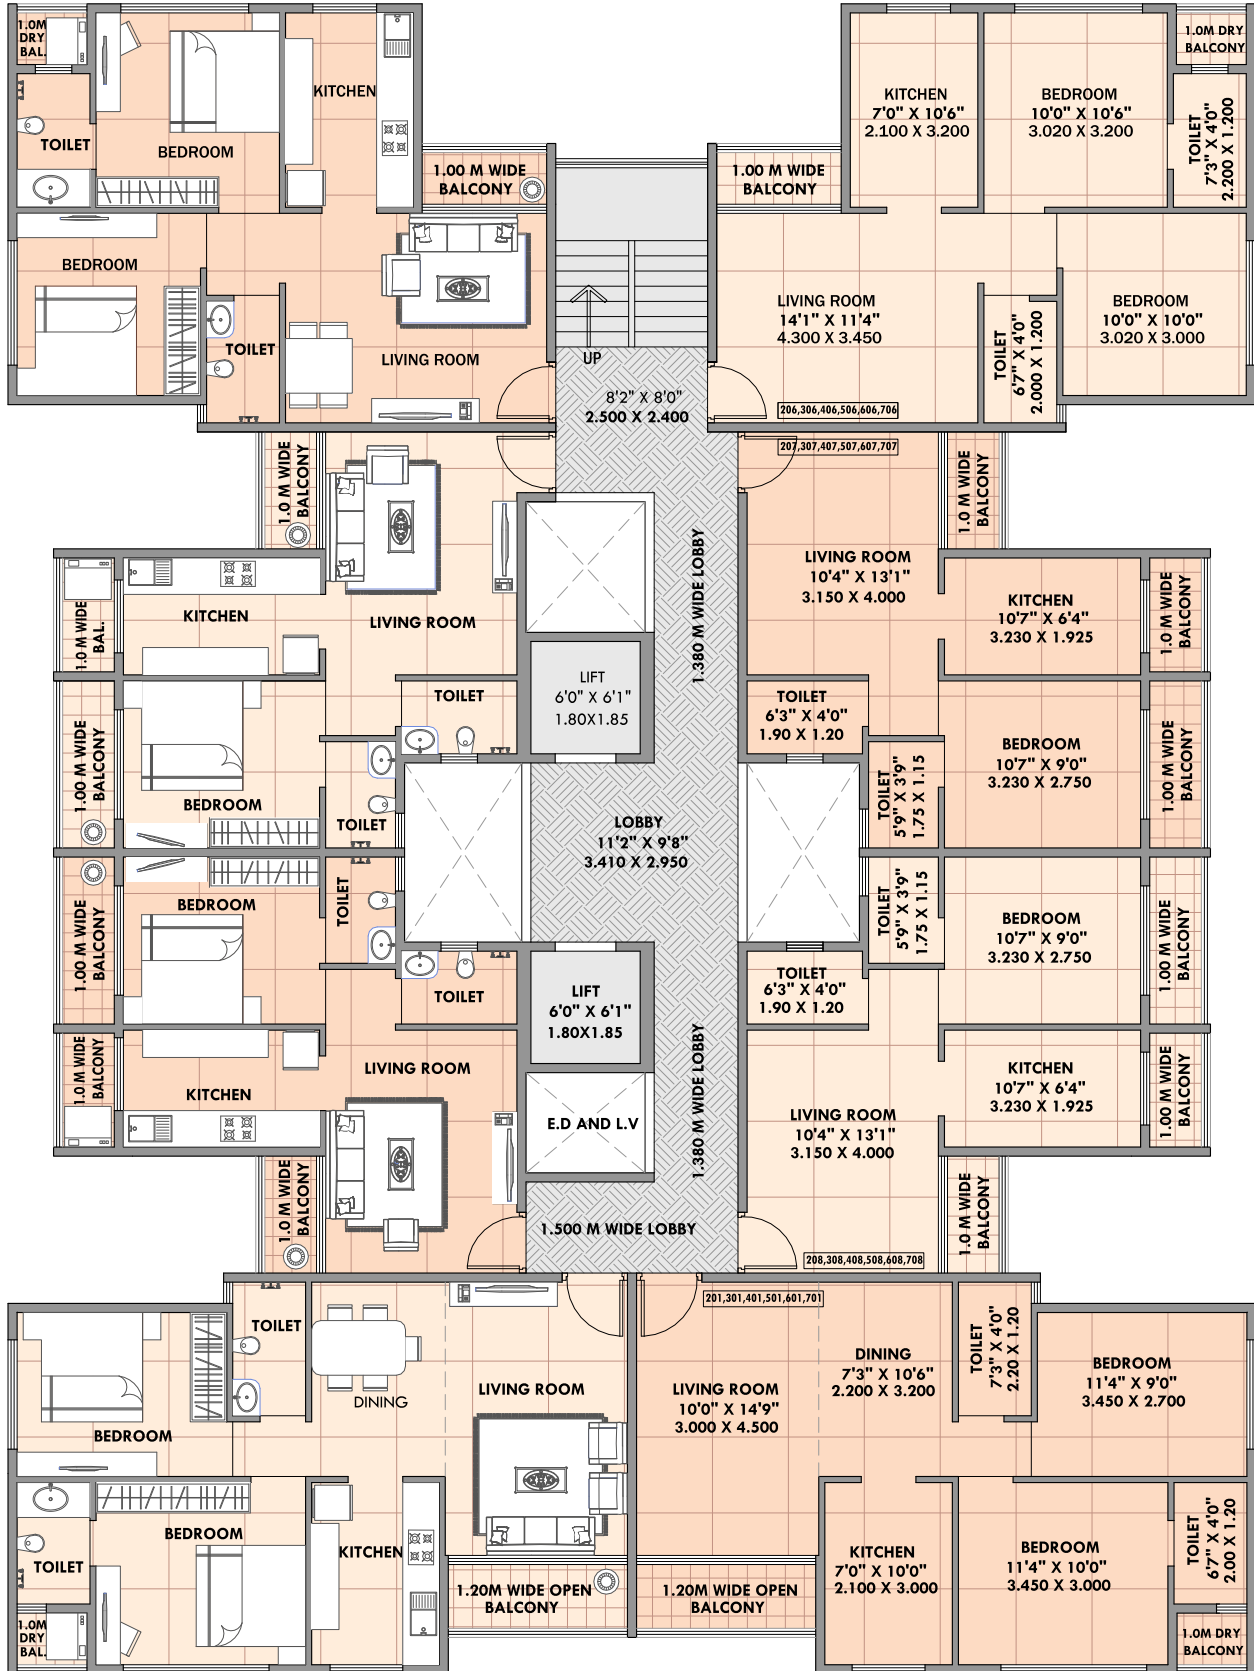 1.0M
DRY
BAL.
KITCHEN
TOILET
BEDROOM
1.00 M WIDE
BALCONY
BEDROOM
TOILET
LIVING ROOM
UP
1.00 M WIDE
BALCONY
KITCHEN
7'0" X 10'6"
2.100 X 3.200
BEDROOM
10'0" X 10'6"
3.020 X 3.200
1.0M DRY
BALCONY
TOILET
7'3" X 4'0"
2.200 X 1.200
LIVING ROOM
14'1" X 11'4"
4.300 X 3.450
BEDROOM
10'0" X 10'0"
3.020 X 3.000
TOILET
6'7" X 4'0"
2.000 X 1.200
206,306,406,506,606,706
8'2" X 8'0"
2.500 X 2.400
1.0 M WIDE
BALCONY
207,307,407,507,607,707
1.0 M WIDE
BALCONY
1.380 M WIDE LOBBY
LIVING ROOM
10'4" X 13'1"
3.150 X 4.000
KITCHEN
10'7" X 6'4"
3.230 X 1.925
1.0 M WIDE
BALCONY
1.0 M WIDE
BAL.
KITCHEN
LIVING ROOM
LIFT
6'0" X 6'1"
1.80X1.85
TOILET
TOILET
6'3" X 4'0"
1.90 X 1.20
1.00 M WIDE
BALCONY
BEDROOM
TOILET
LOBBY
11'2" X 9'8"
3.410 X 2.950
TOILET
5'9" X 3'9"
1.75 X 1.15
BEDROOM
10'7" X 9'0"
3.230 X 2.750
1.00 M WIDE
BALCONY
1.00 M WIDE
BALCONY
BEDROOM
TOILET
TOILET
5'9" X 3'9"
1.75 X 1.15
BEDROOM
10'7" X 9'0"
3.230 X 2.750
1.00 M WIDE
BALCONY
TOILET
LIFT
6'0" X 6'1"
1.80X1.85
TOILET
6'3" X 4'0"
1.90 X 1.20
1.0 M WIDE
BALCONY
KITCHEN
LIVING ROOM
E.D AND L.V
1.380 M WIDE LOBBY
LIVING ROOM
10'4" X 13'1"
3.150 X 4.000
KITCHEN
10'7" X 6'4"
3.230 X 1.925
1.00 M WIDE
BALCONY
1.0 M WIDE
BALCONY
1.500 M WIDE LOBBY
1.0 M WIDE
BALCONY
208,308,408,508,608,708
201,301,401,501,601,701
TOILET
DINING
LIVING ROOM
BEDROOM
LIVING ROOM
10'0" X 14'9"
3.000 X 4.500
DINING
7'3" X 10'6"
2.200 X 3.200
TOILET
7'3" X 4'0"
2.20 X 1.20
BEDROOM
11'4" X 9'0"
3.450 X 2.700
BEDROOM
TOILET
KITCHEN
1.0M
DRY
BAL.
1.20M WIDE OPEN
BALCONY
1.20M WIDE OPEN
BALCONY
KITCHEN
7'0" X 10'0"
2.100 X 3.000
BEDROOM
11'4" X 10'0"
3.450 X 3.000
TOILET
6'7" X 4'0"
2.00 X 1.20
1.0M DRY
BALCONY